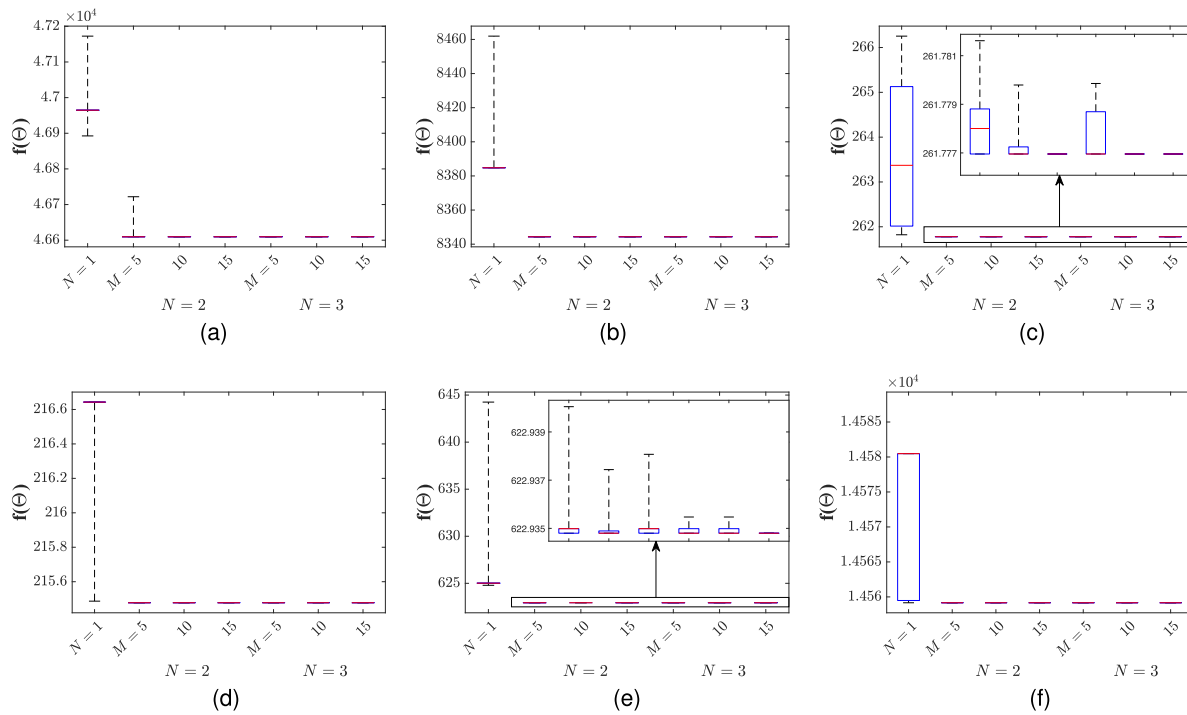 ×10⁴
4.72
4.71
4.7
4.69
4.68
4.67
4.66
f(Θ)
N = 1
M = 5
10
15
M = 5
10
15
N = 2
N = 3
(a)
8460
8440
8420
8400
8380
8360
8340
f(Θ)
N = 1
M = 5
10
15
M = 5
10
15
N = 2
N = 3
(b)
266
265
264
263
262
f(Θ)
261.781
261.779
261.777
N = 1
M = 5
10
15
M = 5
10
15
N = 2
N = 3
(c)
216.6
216.4
216.2
216
215.8
215.6
f(Θ)
N = 1
M = 5
10
15
M = 5
10
15
N = 2
N = 3
(d)
645
640
635
630
625
f(Θ)
622.939
622.937
622.935
N = 1
M = 5
10
15
M = 5
10
15
N = 2
N = 3
(e)
×10⁴
1.4585
1.458
1.4575
1.457
1.4565
1.456
f(Θ)
N = 1
M = 5
10
15
M = 5
10
15
N = 2
N = 3
(f)